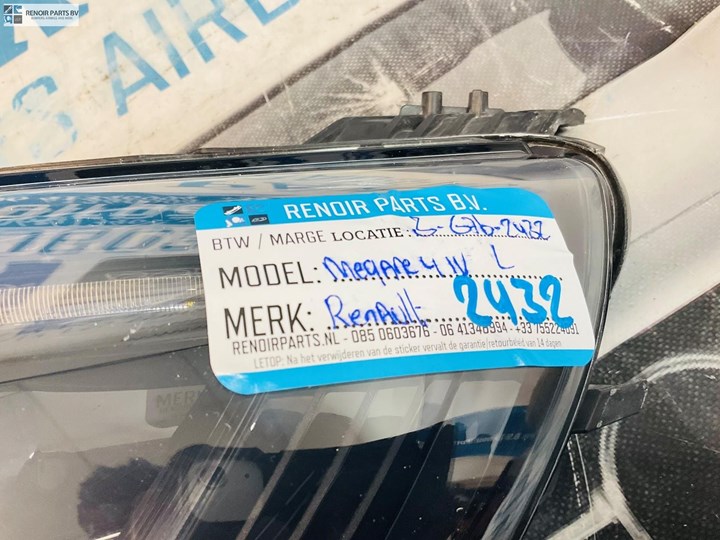 RENOIR PARTS BV
RENOIR PARTS B.V.
BTW / MARGE LOCATIE: 2432
MODEL: Megane 4 IV L
MERK: Renault 2432
RENOIRPARTS.NL - 085 0603676 - 06 41348994 - +33 755224091
LETOP: Na het verwijderen van de sticker vervalt de garantie/retourbeleid van 14 dagen